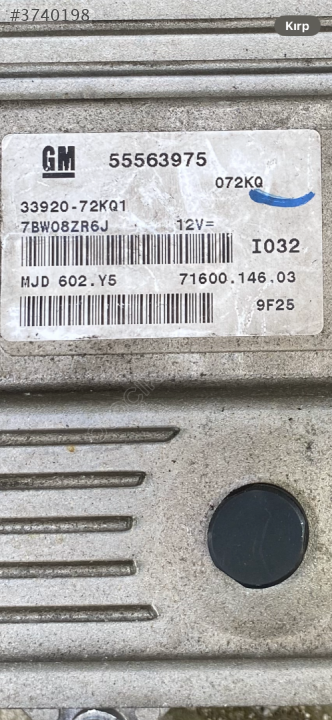 #3740198
Kırp
GM 55563975
072KQ
33920-72KQ1
7BW08ZR6J 12V=
I032
MJD 602.Y5 71600.146.03
9F25